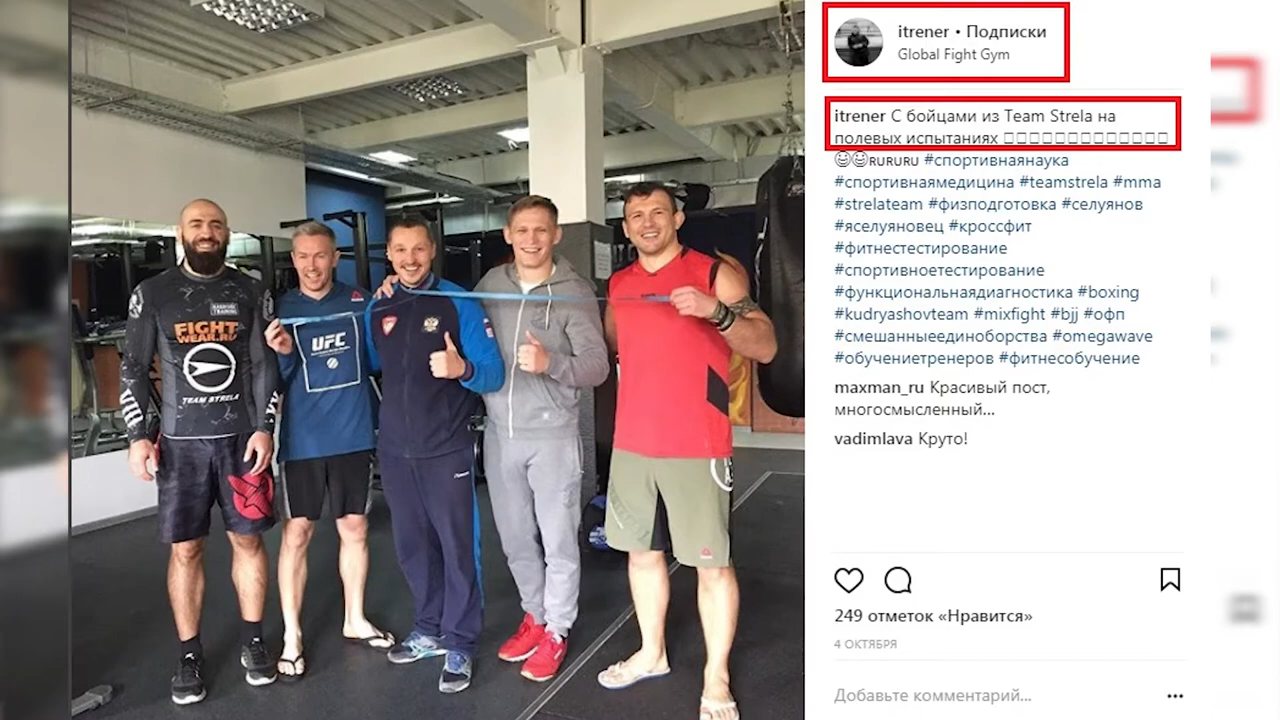 itrener • Подписки
Global Fight Gym
itrener С бойцами из Team Strela на
полевых испытаниях
RURURU #спортивнаянаука
#спортивнаямедицина #teamstrela #mma
#strelateam #физподготовка #селуянов
#яселуяновец #кроссфит
#фитнестестирование
#спортивноетестирование
#функциональнаядиагностика #boxing
#kudryashovteam #mixfight #bjj #офп
#смешанныеединоборства #omegawave
#обучениетренеров #фитнесобучение
maxman_ru Красивый пост,
многосмысленный...
vadimlava Круто!
249 отметок «Нравится»
4 ОКТЯБРЯ
Добавьте комментарий...
FIGHT
WEAR.RU
TEAM STRELA
UFC